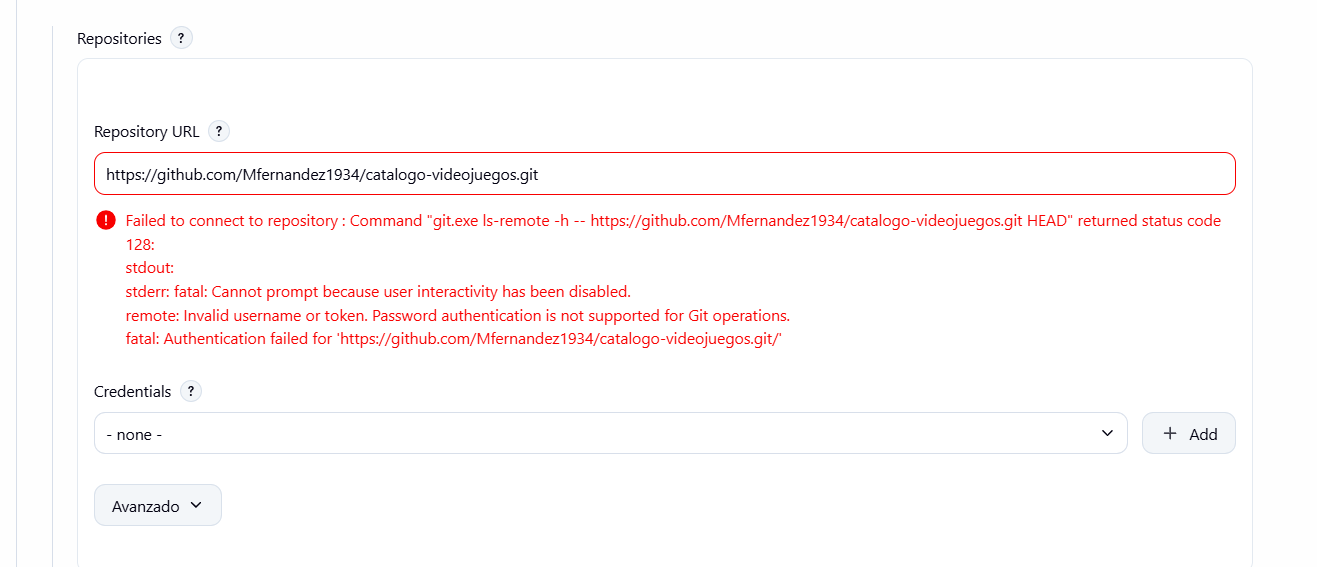 Repositories ?
Repository URL ?
https://github.com/Mfernandez1934/catalogo-videojuegos.git
Failed to connect to repository : Command "git.exe ls-remote -h -- https://github.com/Mfernandez1934/catalogo-videojuegos.git HEAD" returned status code
128:
stdout:
stderr: fatal: Cannot prompt because user interactivity has been disabled.
remote: Invalid username or token. Password authentication is not supported for Git operations.
fatal: Authentication failed for 'https://github.com/Mfernandez1934/catalogo-videojuegos.git/'
Credentials ?
- none -
+ Add
Avanzado